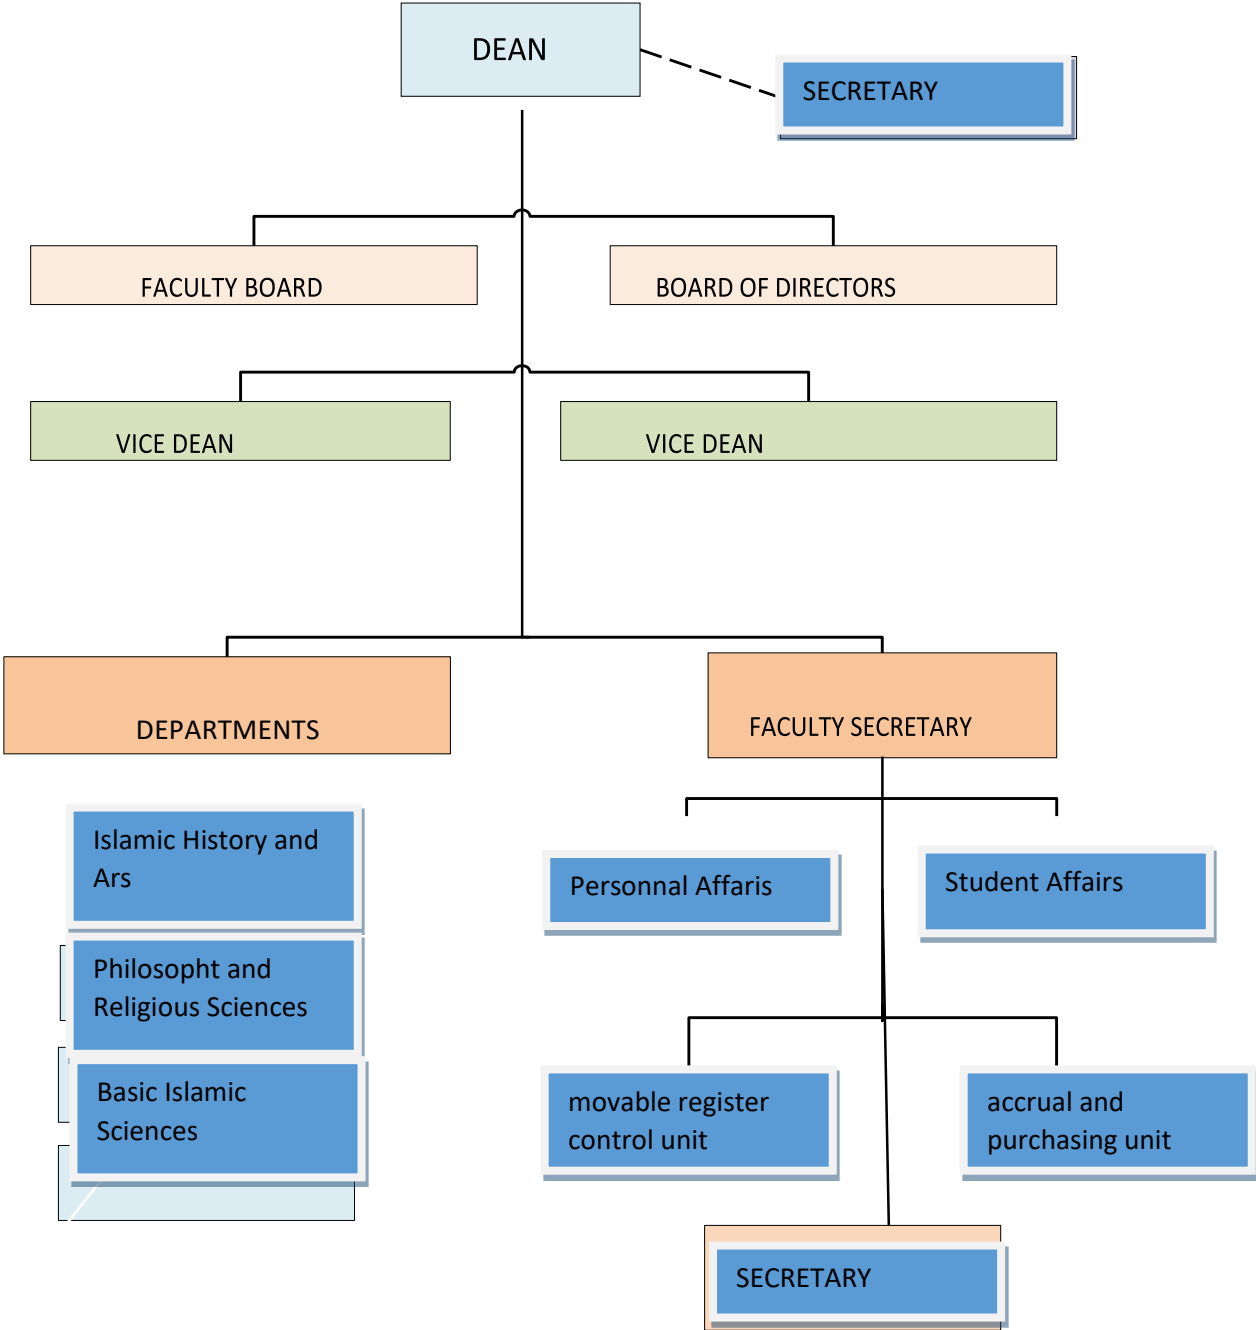 DEAN
SECRETARY
FACULTY BOARD
BOARD OF DIRECTORS
VICE DEAN
VICE DEAN
DEPARTMENTS
FACULTY SECRETARY
Islamic History and
Ars
Personnal Affaris
Student Affairs
Philosopht and
Religious Sciences
Basic Islamic
Sciences
movable register
control unit
accrual and
purchasing unit
SECRETARY